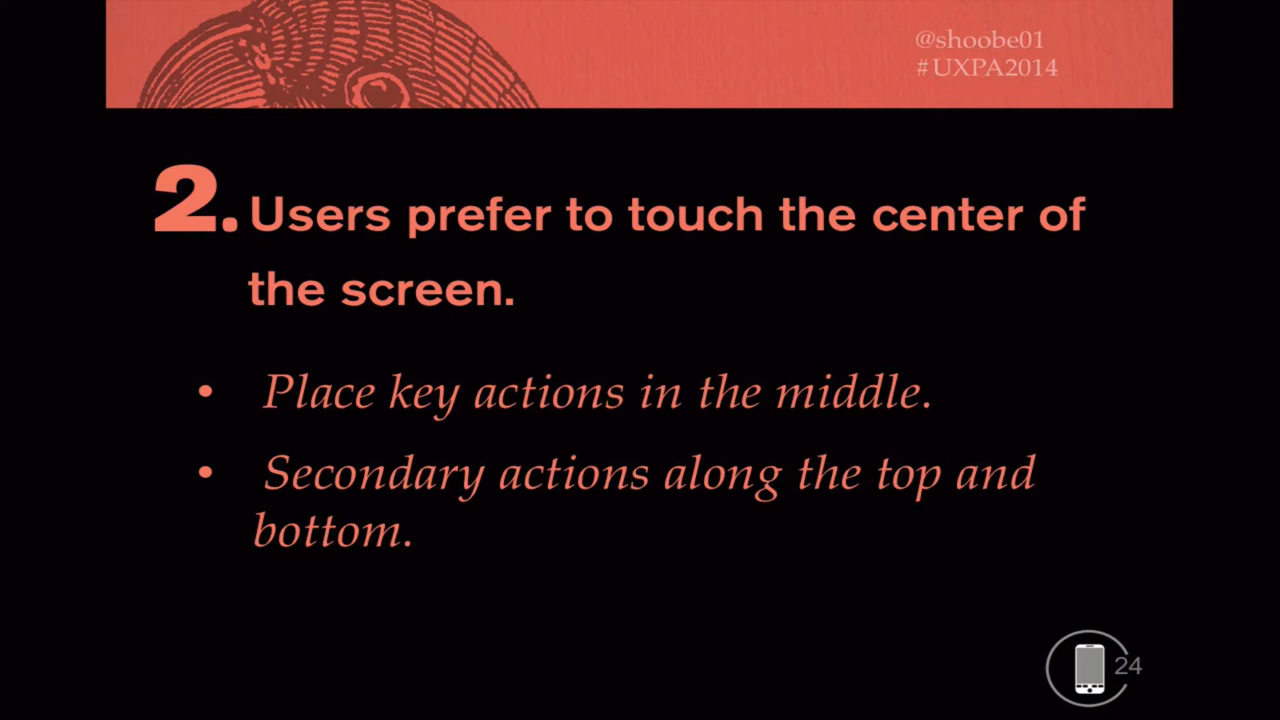 @shoobe01
#UXPA2014
2. Users prefer to touch the center of
the screen.
• Place key actions in the middle.
• Secondary actions along the top and
bottom.
24